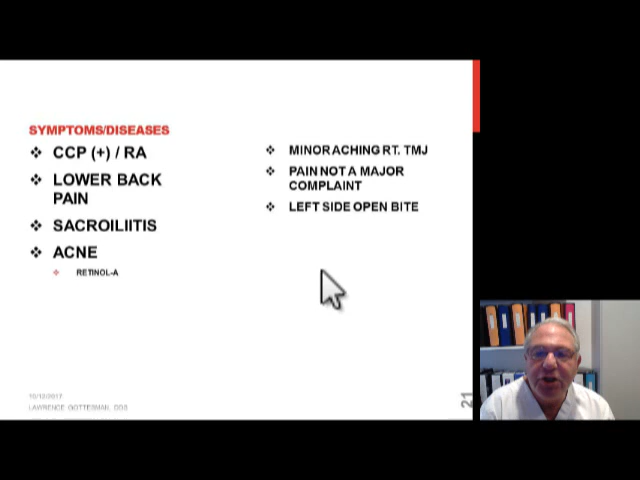 SYMPTOMS/DISEASES
CCP (+) / RA
LOWER BACK
PAIN
SACROILIITIS
ACNE
RETINOL-A
MINOR ACHING RT. TMJ
PAIN NOT A MAJOR
COMPLAINT
LEFT SIDE OPEN BITE
10/12/2017
LAWRENCE GOTTESMAN, DDS
21